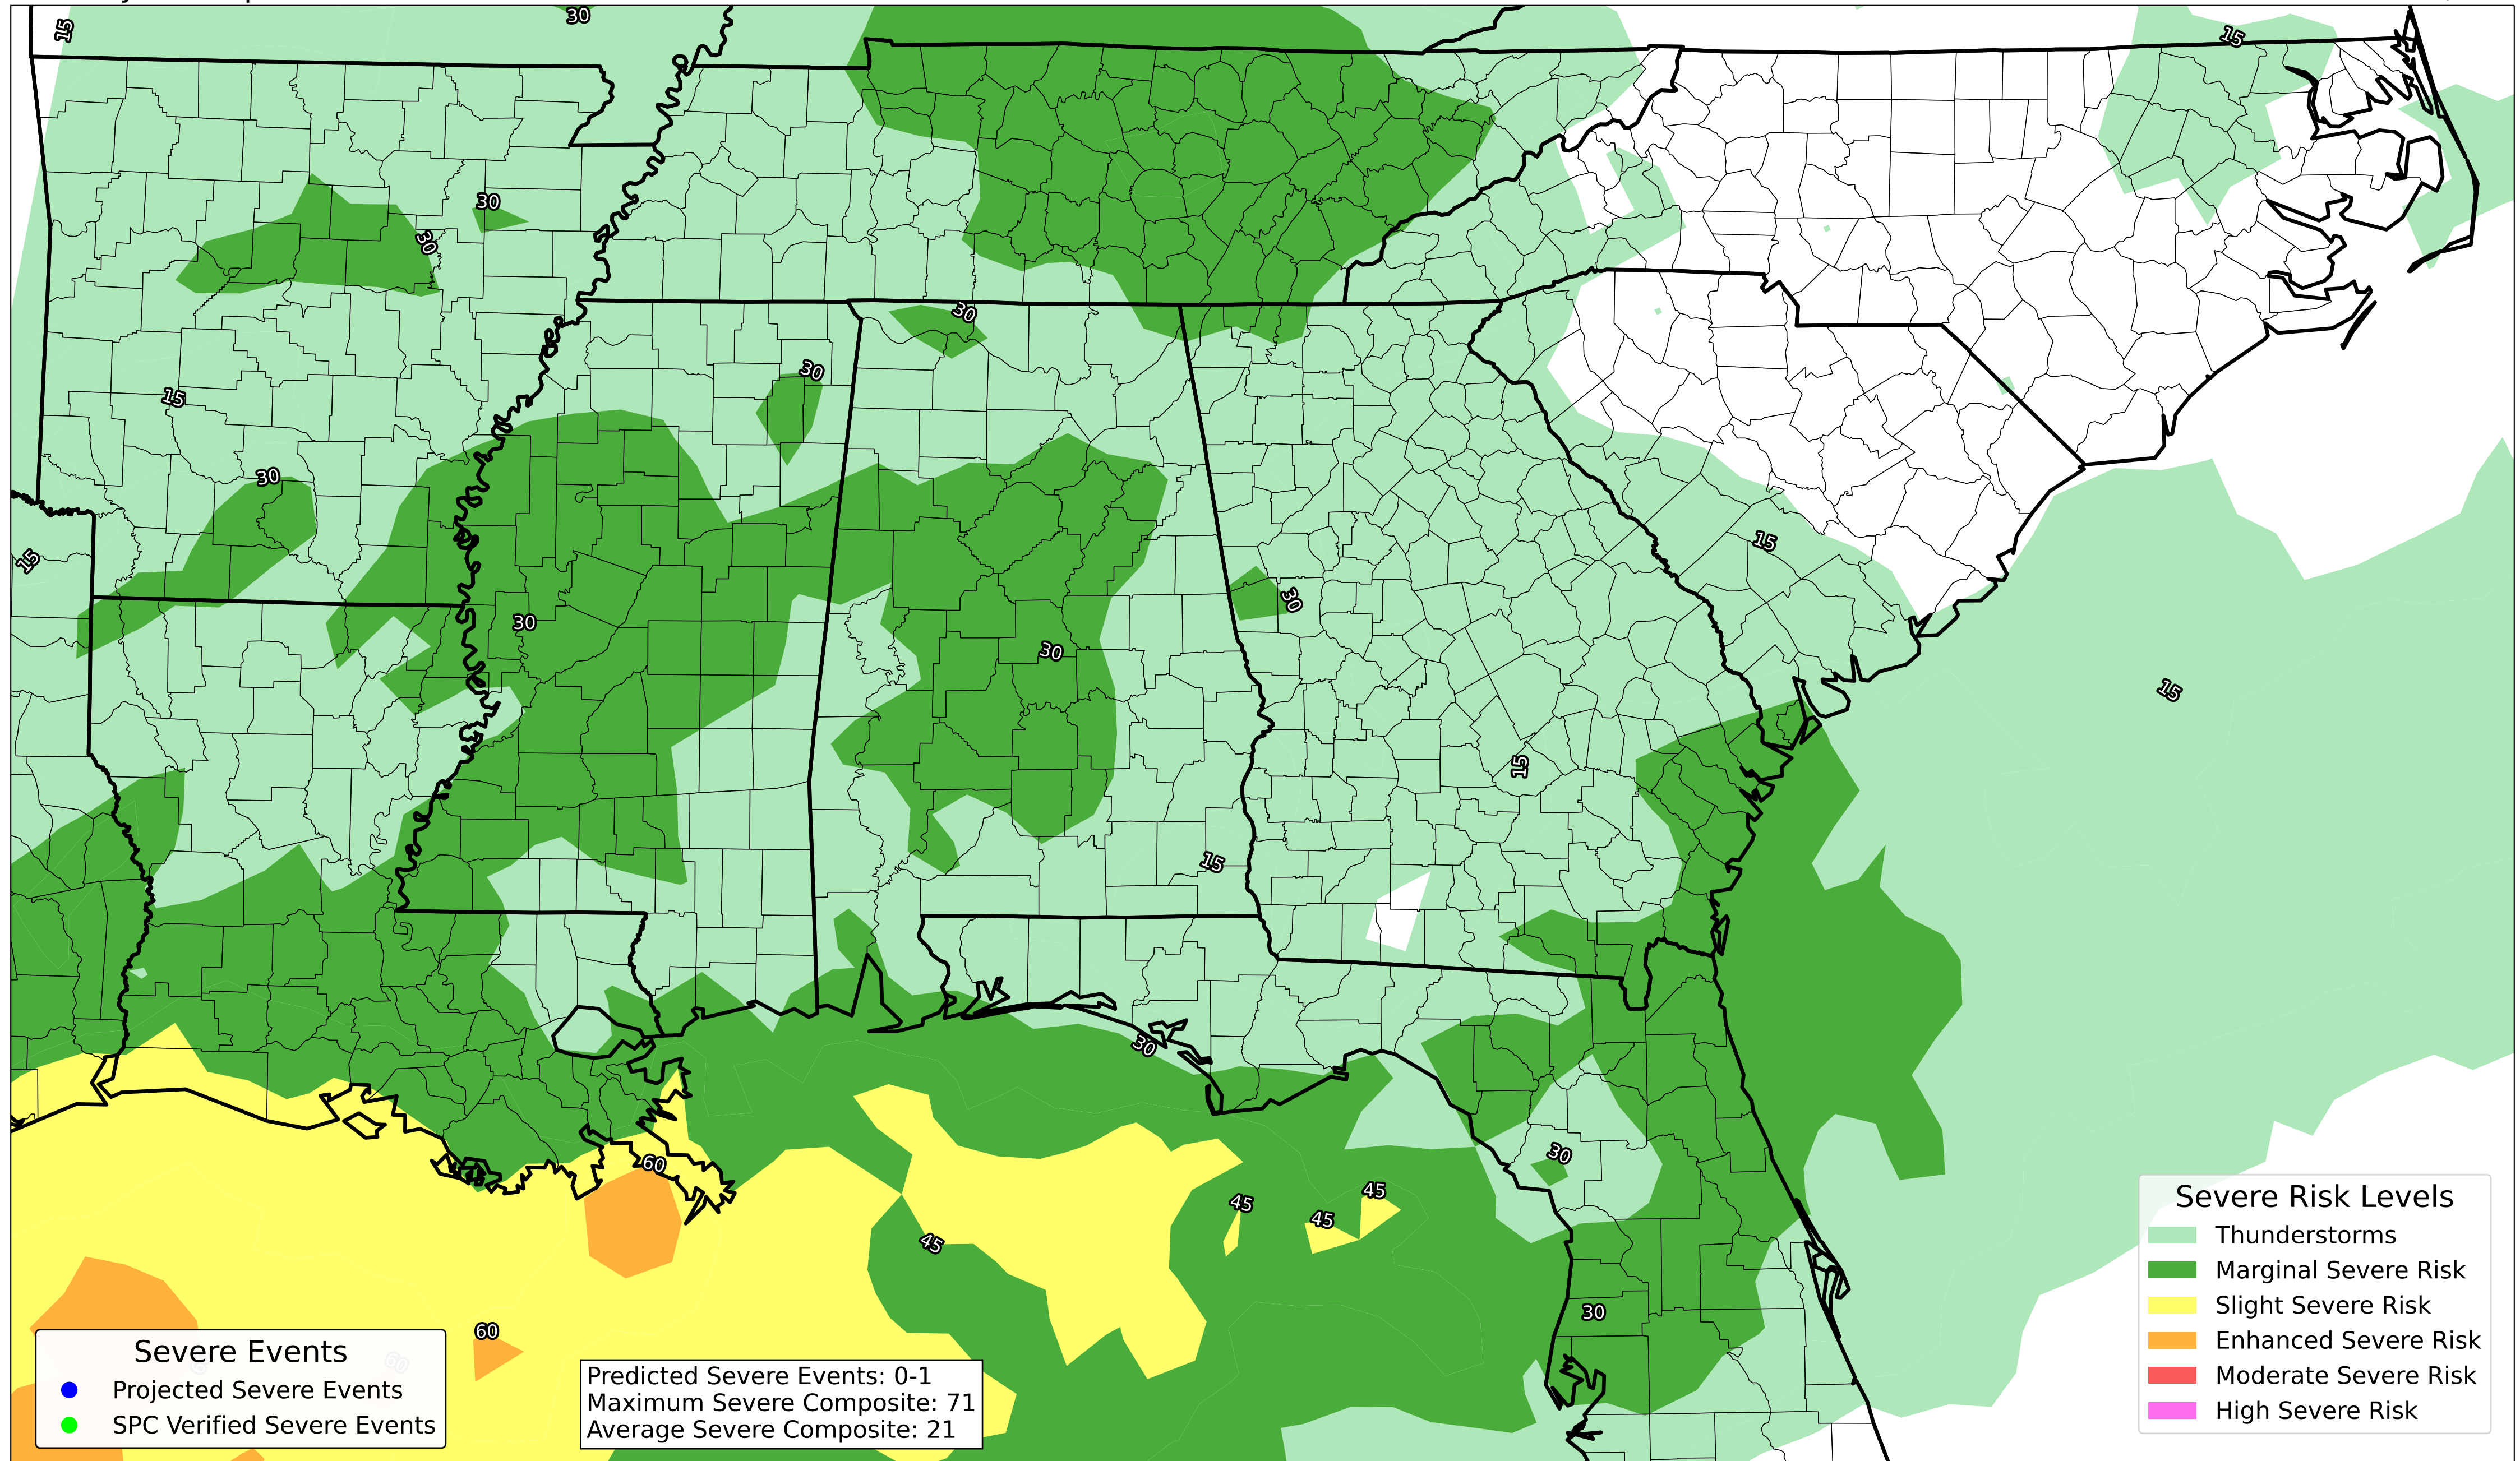 30
15
15
30
30
30
30
15
30
15
15
30
30
30
15
15
15
30
60
30
45
45
45
45
30
60
60
Severe Events
Projected Severe Events
SPC Verified Severe Events
Predicted Severe Events: 0-1
Maximum Severe Composite: 71
Average Severe Composite: 21
Severe Risk Levels
Thunderstorms
Marginal Severe Risk
Slight Severe Risk
Enhanced Severe Risk
Moderate Severe Risk
High Severe Risk